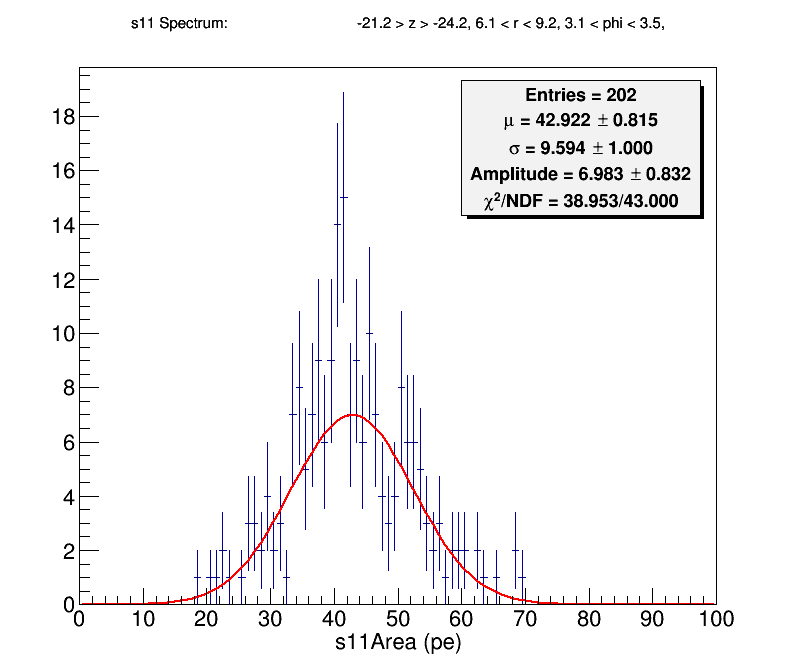 s11 Spectrum: -21.2 > z > -24.2, 6.1 < r < 9.2, 3.1 < phi < 3.5,
Entries = 202
μ = 42.922 ± 0.815
σ = 9.594 ± 1.000
Amplitude = 6.983 ± 0.832
χ²/NDF = 38.953/43.000
18
16
14
12
10
8
6
4
2
0
0 10 20 30 40 50 60 70 80 90 100
s11Area (pe)